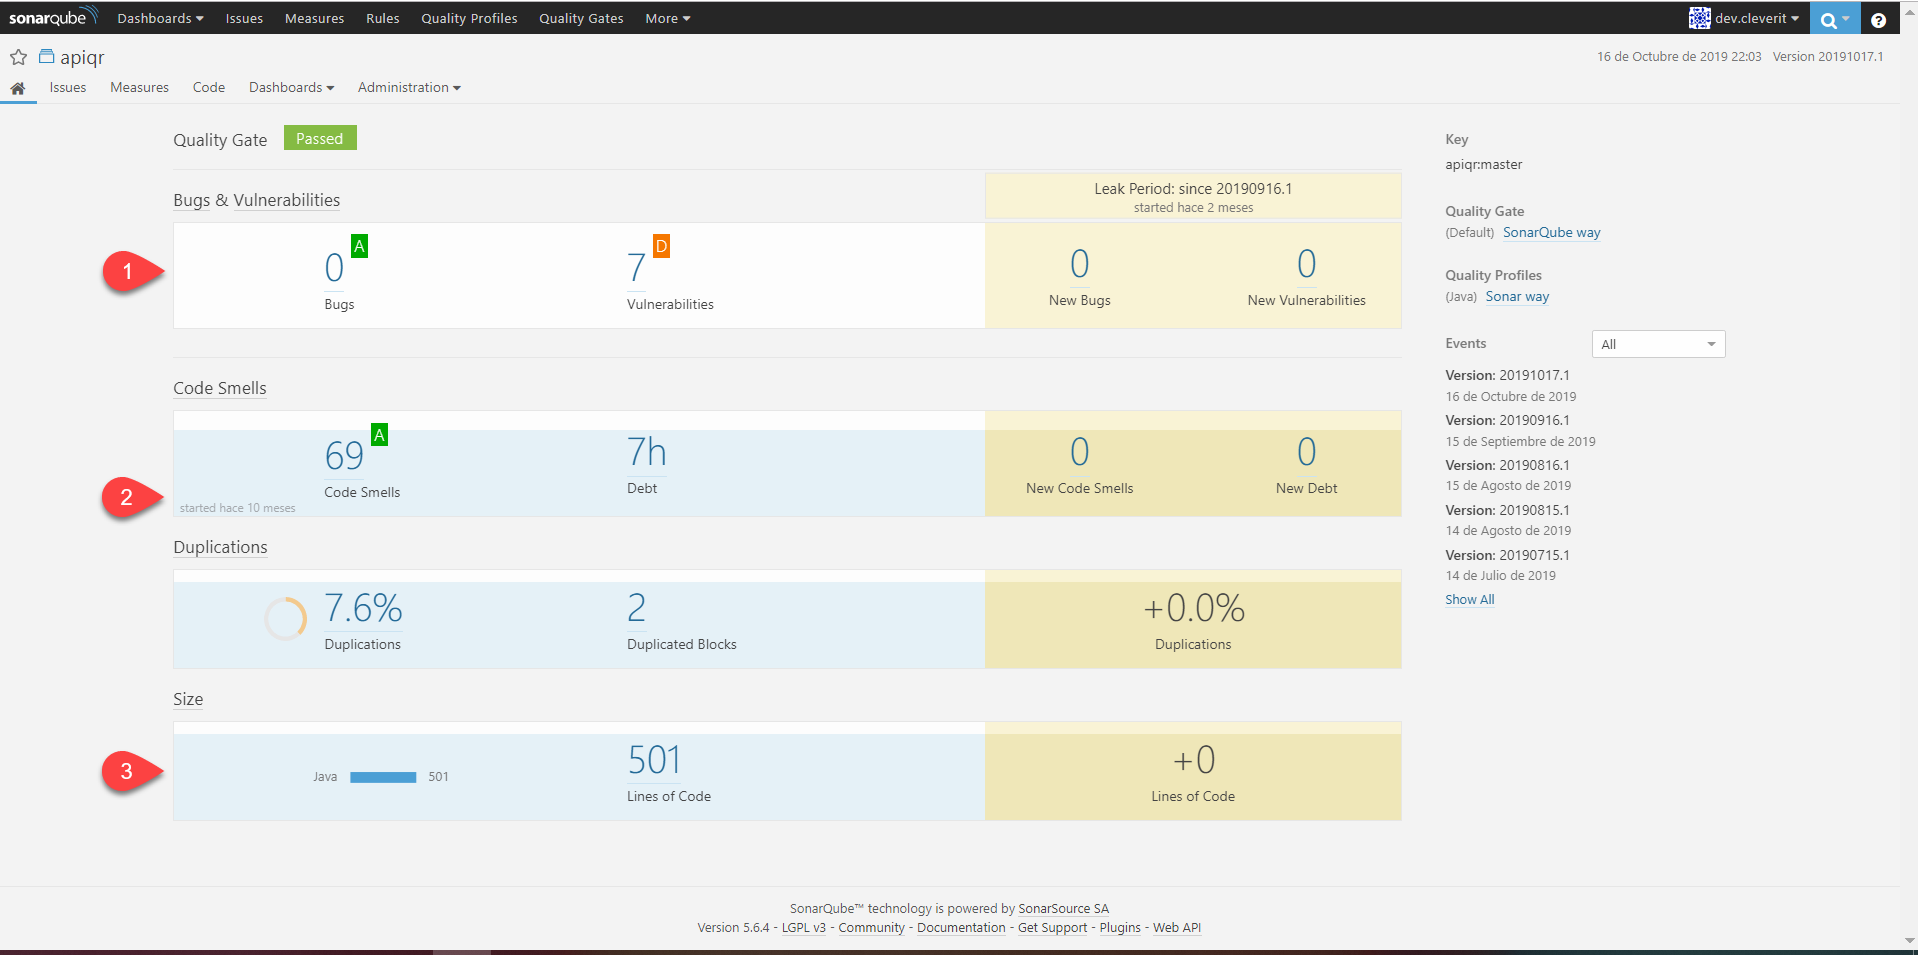 sonarqube Dashboards Issues Measures Rules Quality Profiles Quality Gates More dev.cleverit ?
apiqr 16 de Octubre de 2019 22:03 Version 20191017.1
Issues Measures Code Dashboards Administration
Quality Gate Passed
Bugs & Vulnerabilities
Leak Period: since 20190916.1
started hace 2 meses
1
0 A
Bugs
7 D
Vulnerabilities
0
New Bugs
0
New Vulnerabilities
Code Smells
2
69 A
Code Smells
started hace 10 meses
7h
Debt
0
New Code Smells
0
New Debt
Duplications
7.6%
Duplications
2
Duplicated Blocks
+0.0%
Duplications
Size
3
Java 501
501
Lines of Code
+0
Lines of Code
Key
apiqr:master
Quality Gate
(Default) SonarQube way
Quality Profiles
(Java) Sonar way
Events All
Version: 20191017.1
16 de Octubre de 2019
Version: 20190916.1
15 de Septiembre de 2019
Version: 20190816.1
15 de Agosto de 2019
Version: 20190815.1
14 de Agosto de 2019
Version: 20190715.1
14 de Julio de 2019
Show All
SonarQube™ technology is powered by SonarSource SA
Version 5.6.4 - LGPL v3 - Community - Documentation - Get Support - Plugins - Web API